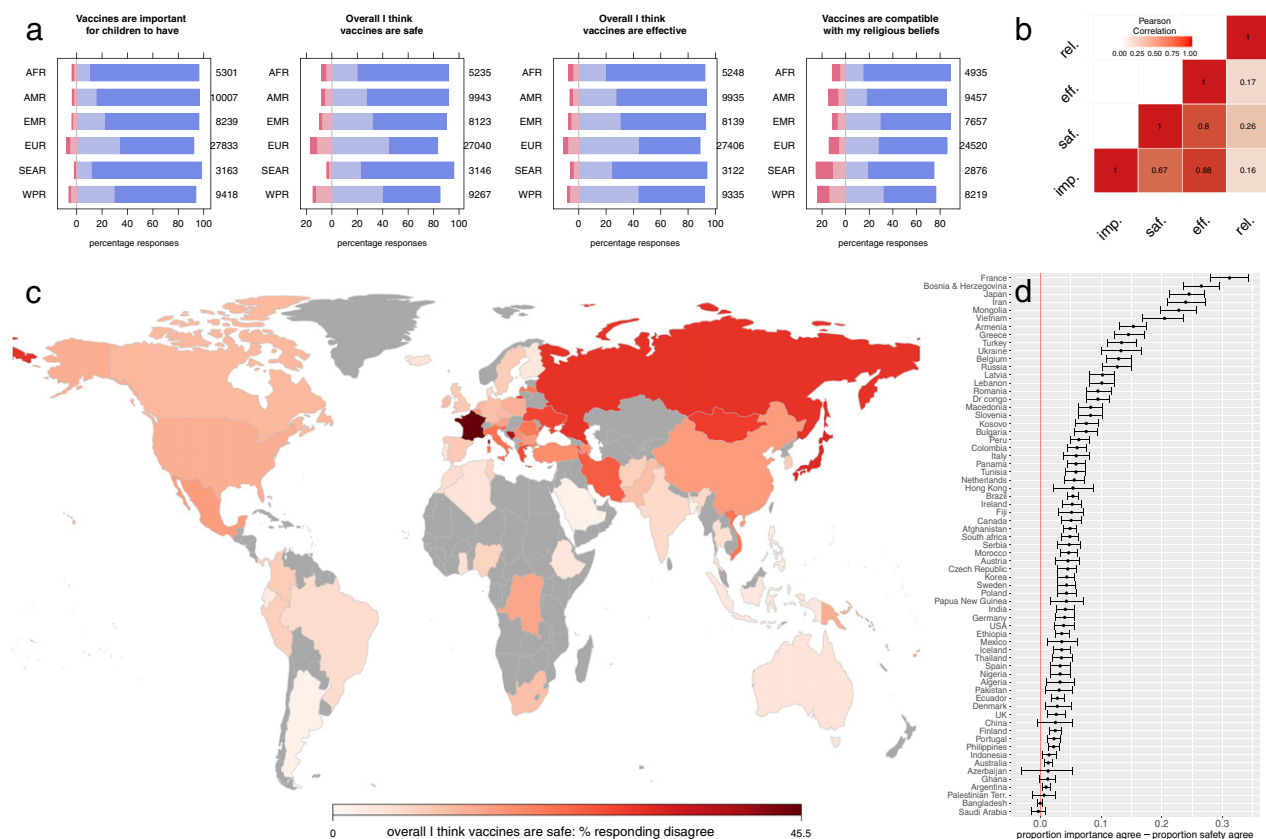 a
Vaccines are important
for children to have
AFR
5301
AMR
10007
EMR
8239
EUR
27833
SEAR
3163
WPR
9418
0 20 40 60 80 100
percentage responses
Overall I think
vaccines are safe
AFR
5235
AMR
9943
EMR
8123
EUR
27040
SEAR
3146
WPR
9267
20 0 20 40 60 80 100
percentage responses
Overall I think
vaccines are effective
AFR
5248
AMR
9935
EMR
8139
EUR
27406
SEAR
3122
WPR
9335
0 20 40 60 80 100
percentage responses
Vaccines are compatible
with my religious beliefs
AFR
4935
AMR
9457
EMR
7657
EUR
24520
SEAR
2876
WPR
8219
20 0 20 40 60 80
percentage responses
b
Pearson
Correlation
0.00 0.25 0.50 0.75 1.00
rel.
1
eff.
1 0.17
saf.
1 0.8 0.26
imp.
1 0.67 0.88 0.16
imp. saf. eff. rel.
c
0 45.5
overall I think vaccines are safe: % responding disagree
d
France
Bosnia & Herzegovina
Japan
Iran
Mongolia
Vietnam
Armenia
Greece
Turkey
Ukraine
Belgium
Russia
Latvia
Lebanon
Romania
Dr congo
Macedonia
Slovenia
Kosovo
Bulgaria
Peru
Colombia
Italy
Panama
Tunisia
Netherlands
Hong Kong
Brazil
Ireland
Fiji
Canada
Afghanistan
South africa
Serbia
Morocco
Austria
Czech Republic
Korea
Sweden
Poland
Papua New Guinea
India
Germany
USA
Ethiopia
Mexico
Iceland
Thailand
Spain
Nigeria
Algeria
Pakistan
Ecuador
Denmark
UK
China
Finland
Portugal
Philippines
Indonesia
Australia
Azerbaijan
Ghana
Argentina
Palestinian Terr.
Bangladesh
Saudi Arabia
0.0 0.1 0.2 0.3
proportion importance agree − proportion safety agree